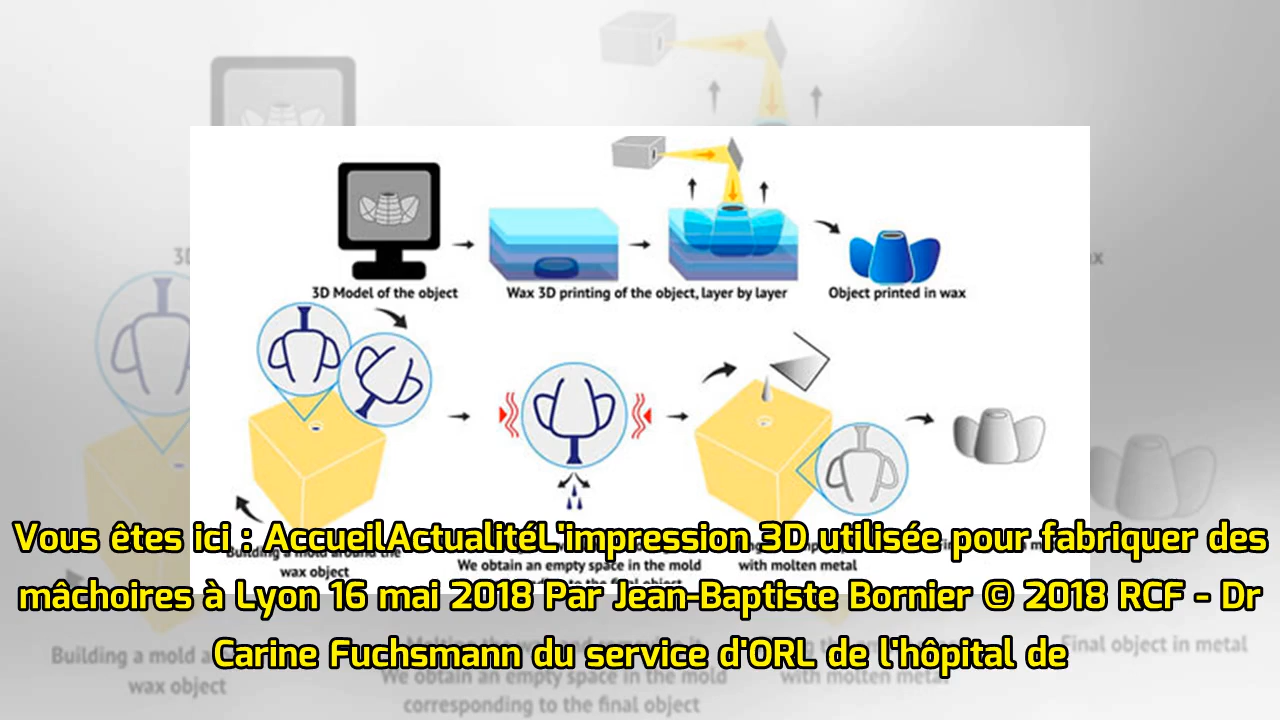 3D Model of the object
Wax 3D printing of the object, layer by layer
Object printed in wax
Vous êtes ici : AccueilActualitéL'impression 3D utilisée pour fabriquer des
mâchoires à Lyon 16 mai 2018 Par Jean-Baptiste Bornier © 2018 RCF - Dr
Carine Fuchsmann du service d'ORL de l'hôpital de
Building a mold around the
wax object
We obtain an empty space in the mold
with molten metal
Building a mold
wax object
We obtain an empty space in the mold
corresponding to the final object
with molten metal
Final object in metal